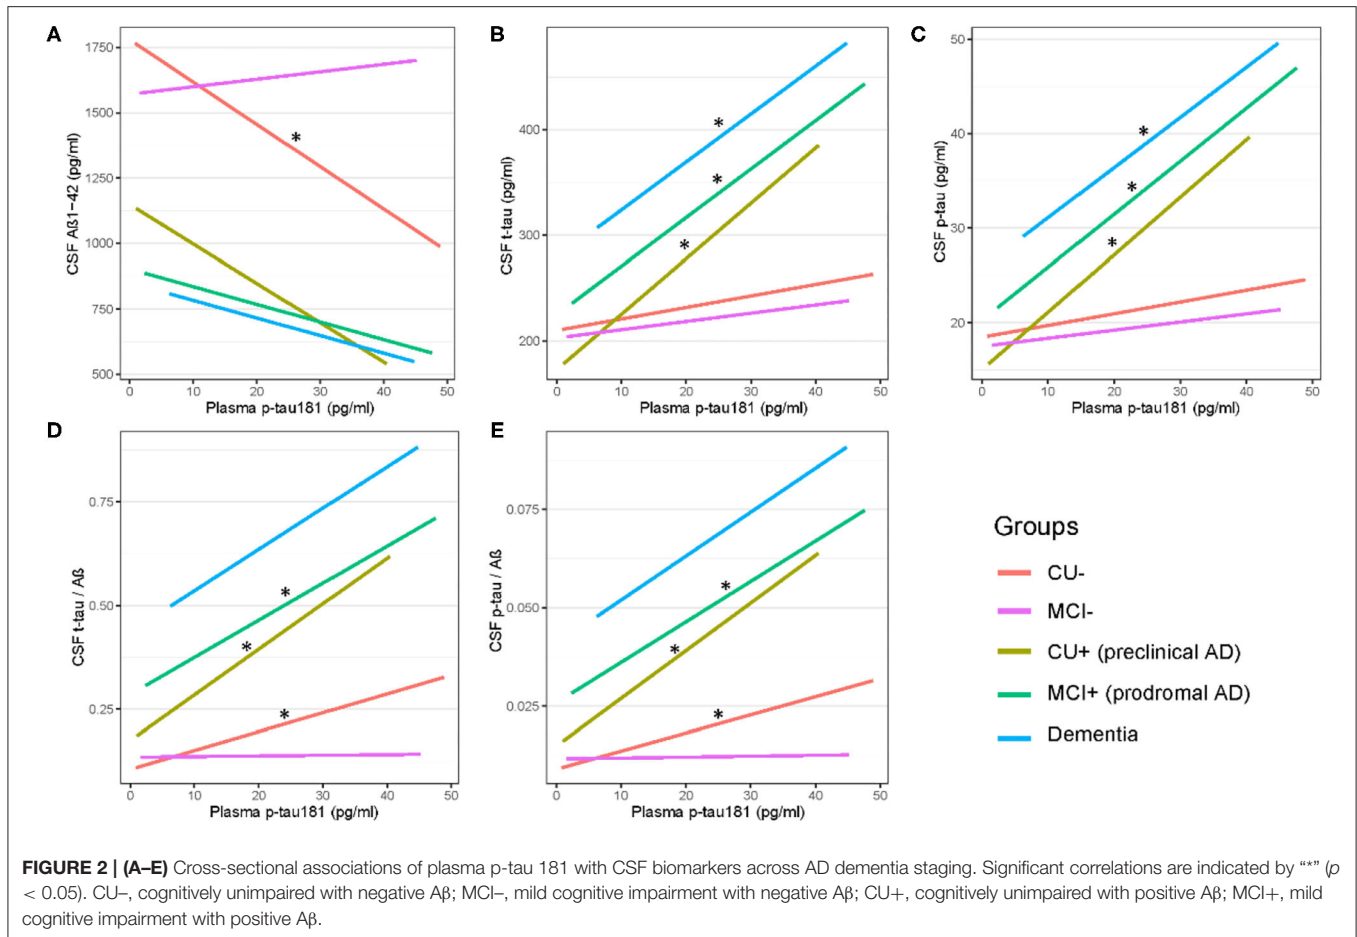 A
1750
1500
1250
1000
750
500
CSF Aß1−42 (pg/ml)
*
0 10 20 30 40 50
Plasma p-tau181 (pg/ml)
B
400
300
200
CSF t-tau (pg/ml)
*
*
*
0 10 20 30 40 50
Plasma p-tau181 (pg/ml)
C
50
40
30
20
CSF p-tau (pg/ml)
*
*
*
0 10 20 30 40 50
Plasma p-tau181 (pg/ml)
D
0.75
0.50
0.25
CSF t-tau / Aß
*
*
*
0 10 20 30 40 50
Plasma p-tau181 (pg/ml)
E
0.075
0.050
0.025
CSF p-tau / Aß
*
*
*
0 10 20 30 40 50
Plasma p-tau181 (pg/ml)
Groups
CU-
MCI-
CU+ (preclinical AD)
MCI+ (prodromal AD)
Dementia
FIGURE 2 | (A–E) Cross-sectional associations of plasma p-tau 181 with CSF biomarkers across AD dementia staging. Significant correlations are indicated by “*” (p
< 0.05). CU–, cognitively unimpaired with negative Aβ; MCI–, mild cognitive impairment with negative Aβ; CU+, cognitively unimpaired with positive Aβ; MCI+, mild
cognitive impairment with positive Aβ.